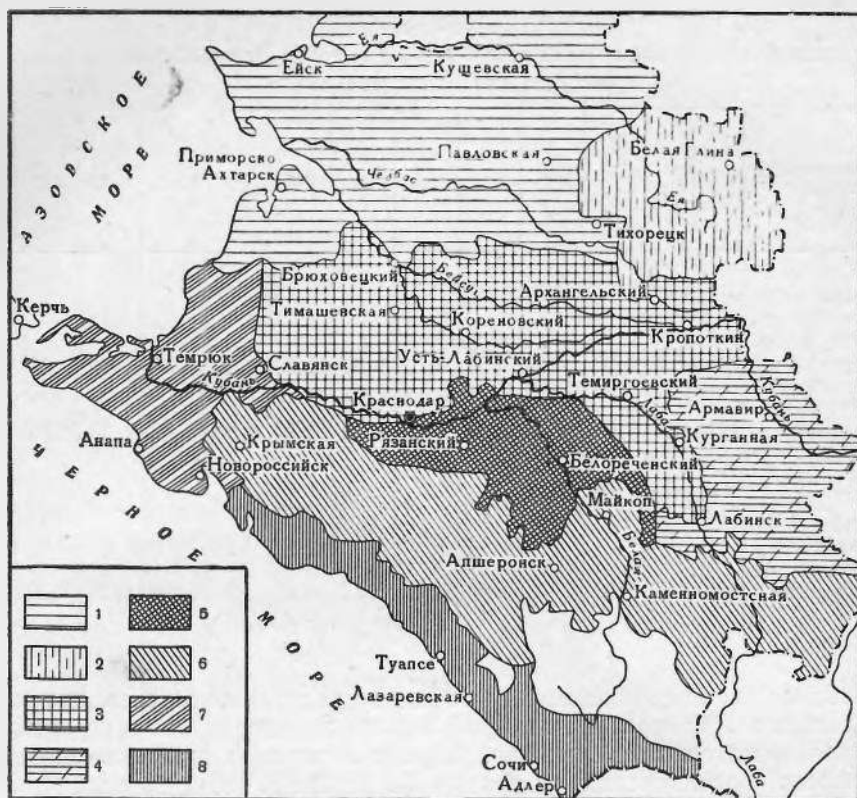 Ея
Ейск
Кущевская
АЗОВСКОЕ
МОРЕ
Приморско
Ахтарск
Павловская
Белая Глина
Челбас
Ея
Тихорецк
Брюховецкий
Бейсуг
Архангельский
Керчь
Тимашевская
Кореновский
Кропоткин
Темрюк
Славянск
Усть-Лабинский
Кубань
Темиргоевский
Кубань
Краснодар
Лаба
Армавир
Анапа
Крымская
Рязанский
Курганная
Новороссийск
Белореченский
ЧЕРНОЕ
Майкоп
Лабинск
Белая
Апшеронск
Каменномостская
1
5
МОРЕ
2
6
Туапсе
3
7
Лазаревская
4
8
Сочи
Лаба
Адлер